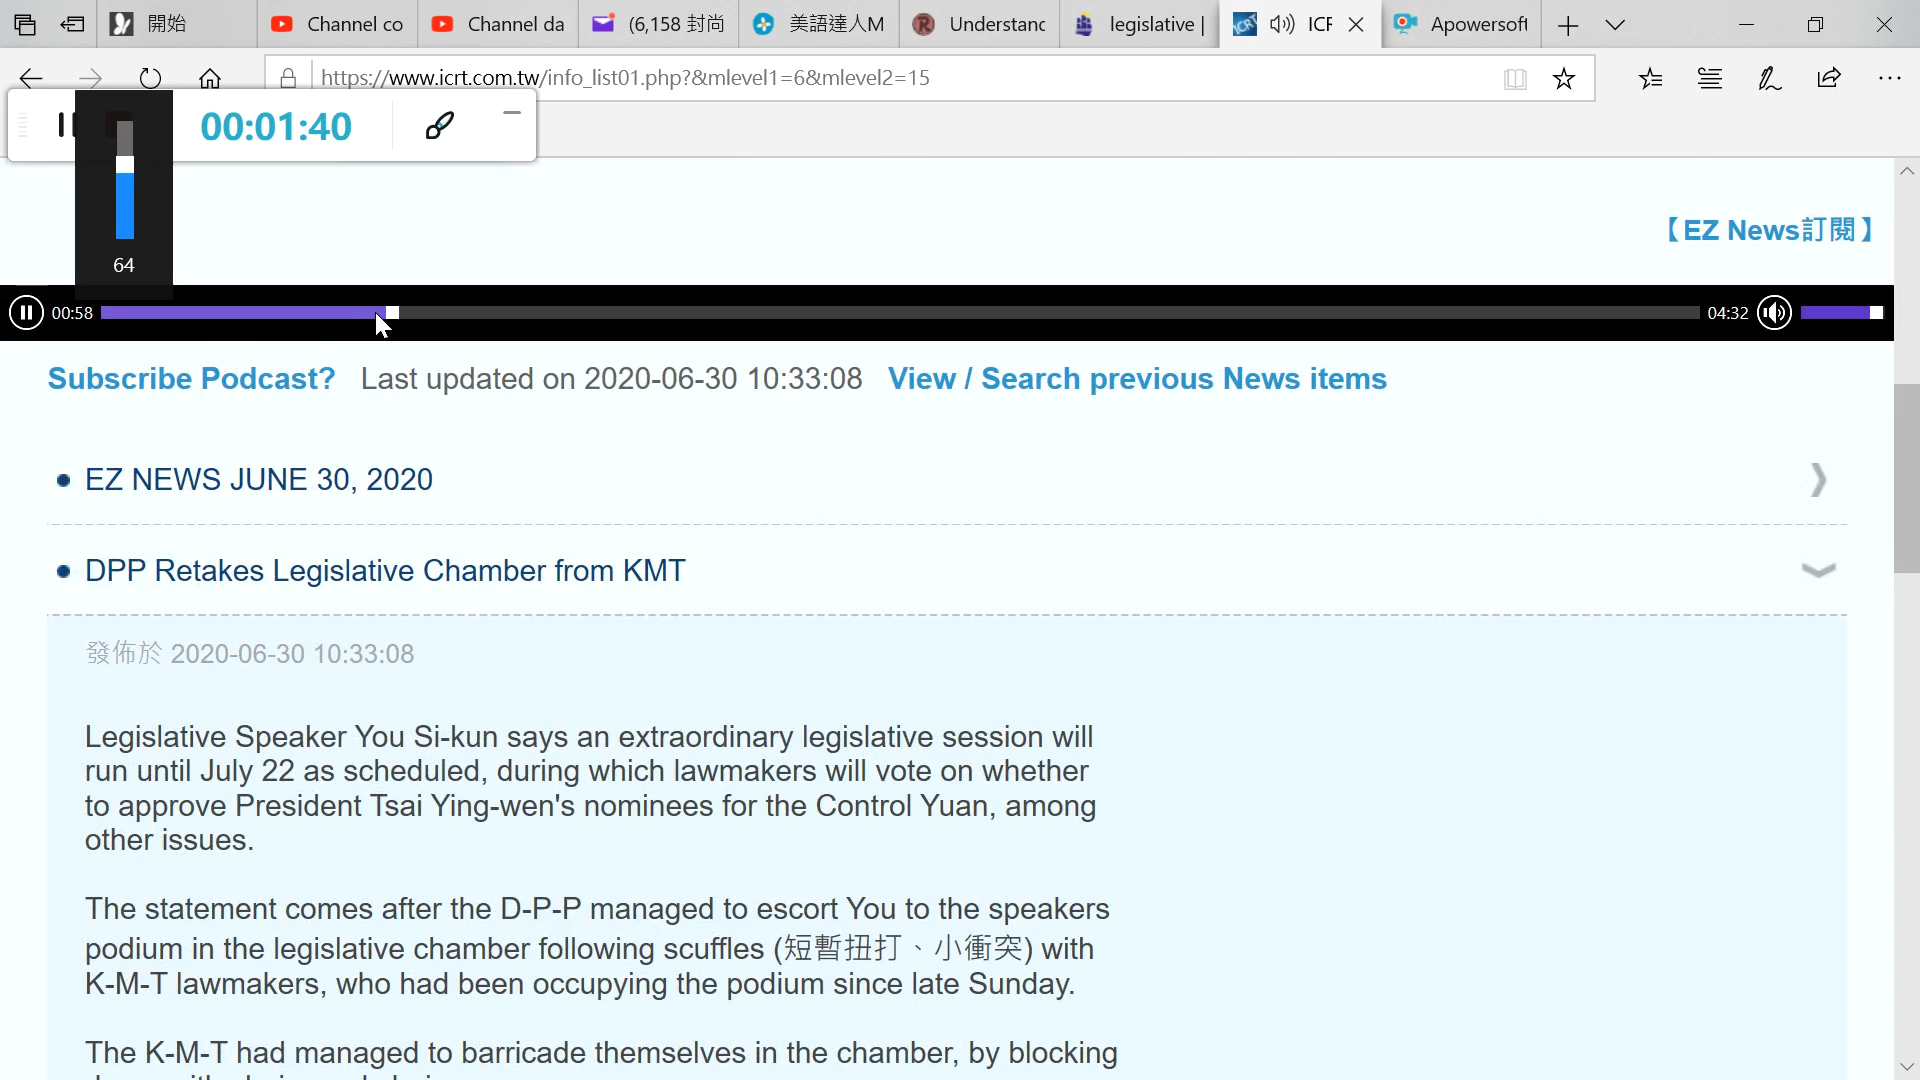 開始
Channel co
Channel da
(6,158 封尚
美語達人M
Understanc
legislative |
ICF
Apowersoft
https://www.icrt.com.tw/info_list01.php?&mlevel1=6&mlevel2=15
00:01:40
64
【EZ News訂閱】
00:58
04:32
Subscribe Podcast? Last updated on 2020-06-30 10:33:08 View / Search previous News items
EZ NEWS JUNE 30, 2020
DPP Retakes Legislative Chamber from KMT
發佈於 2020-06-30 10:33:08
Legislative Speaker You Si-kun says an extraordinary legislative session will
run until July 22 as scheduled, during which lawmakers will vote on whether
to approve President Tsai Ying-wen's nominees for the Control Yuan, among
other issues.
The statement comes after the D-P-P managed to escort You to the speakers
podium in the legislative chamber following scuffles (短暫扭打、小衝突) with
K-M-T lawmakers, who had been occupying the podium since late Sunday.
The K-M-T had managed to barricade themselves in the chamber, by blocking